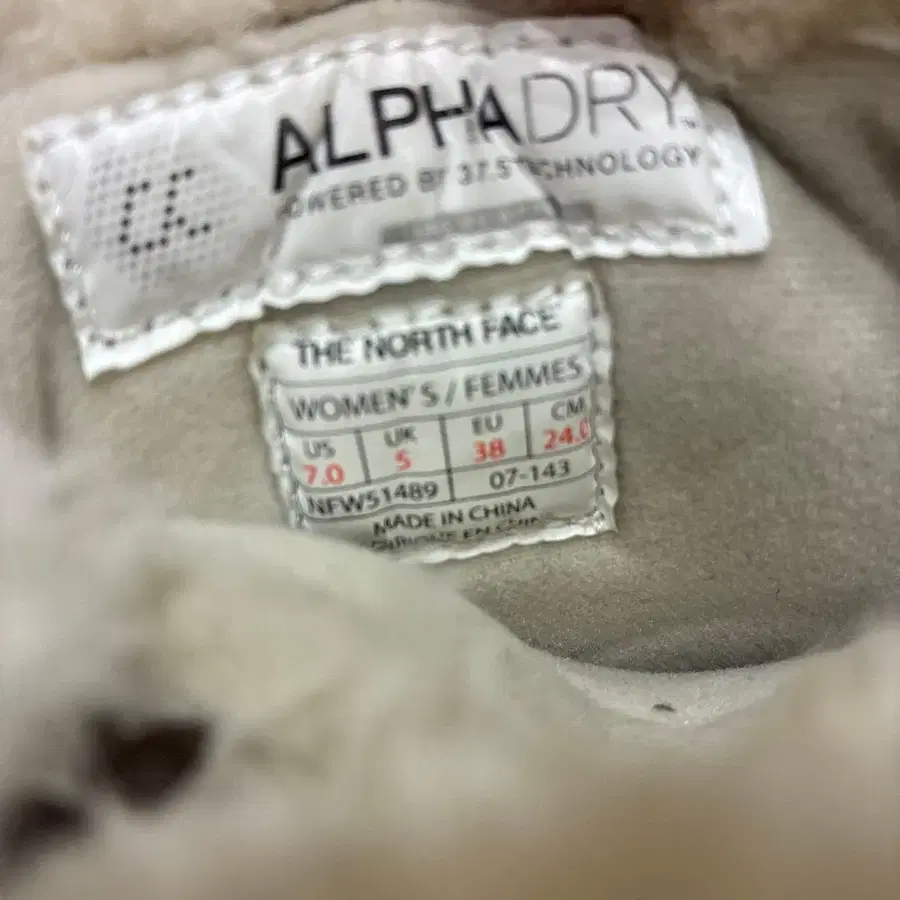 ALPHADRY™
POWERED BY 37.5 TECHNOLOGY
THE NORTH FACE
WOMEN'S / FEMMES
US UK EU CM
7.0 5 38 24.0
NFW51489 07-143
MADE IN CHINA